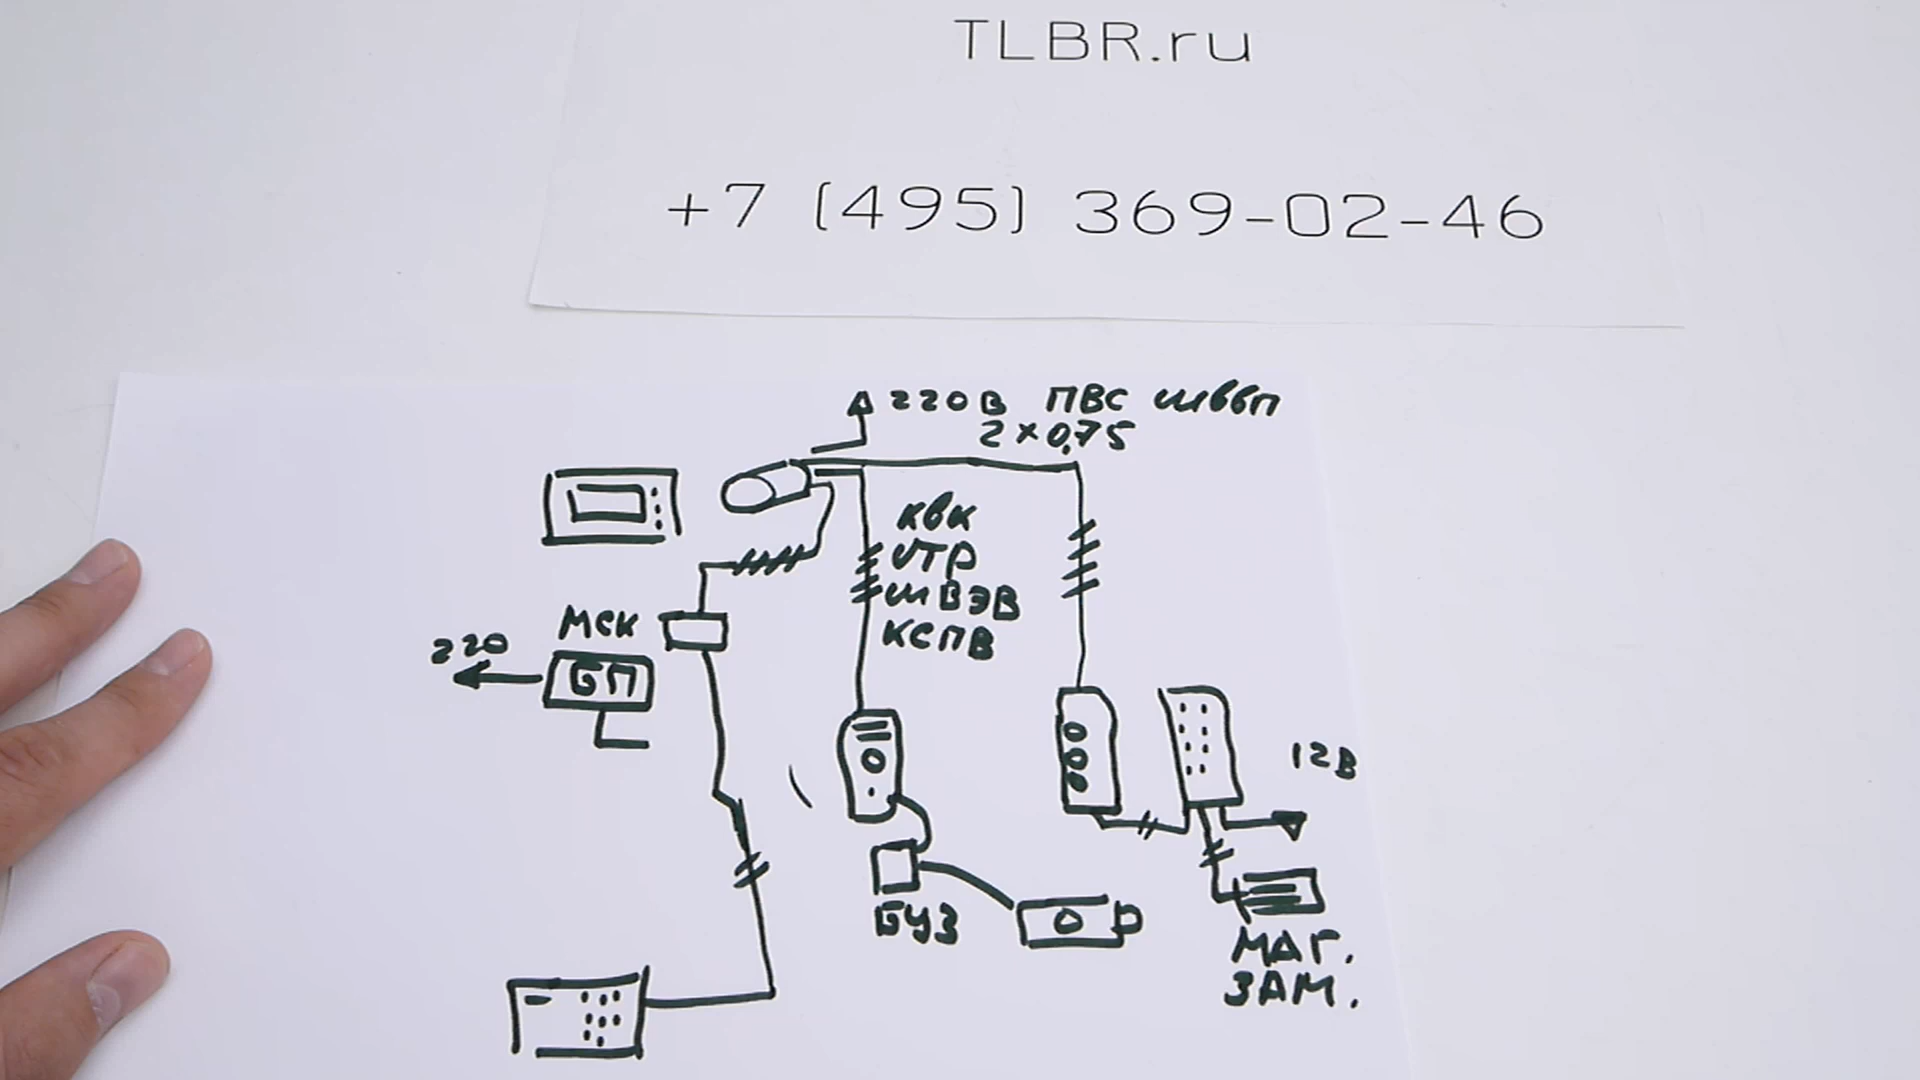 TLBR.ru
+7 (495) 369-02-46
220В ПВС ШВВП
2×0,75
КВК
UTP
ШВЭВ
КСПВ
МСК
220
БП
12В
БУЗ
МАГ.
ЗАМ.